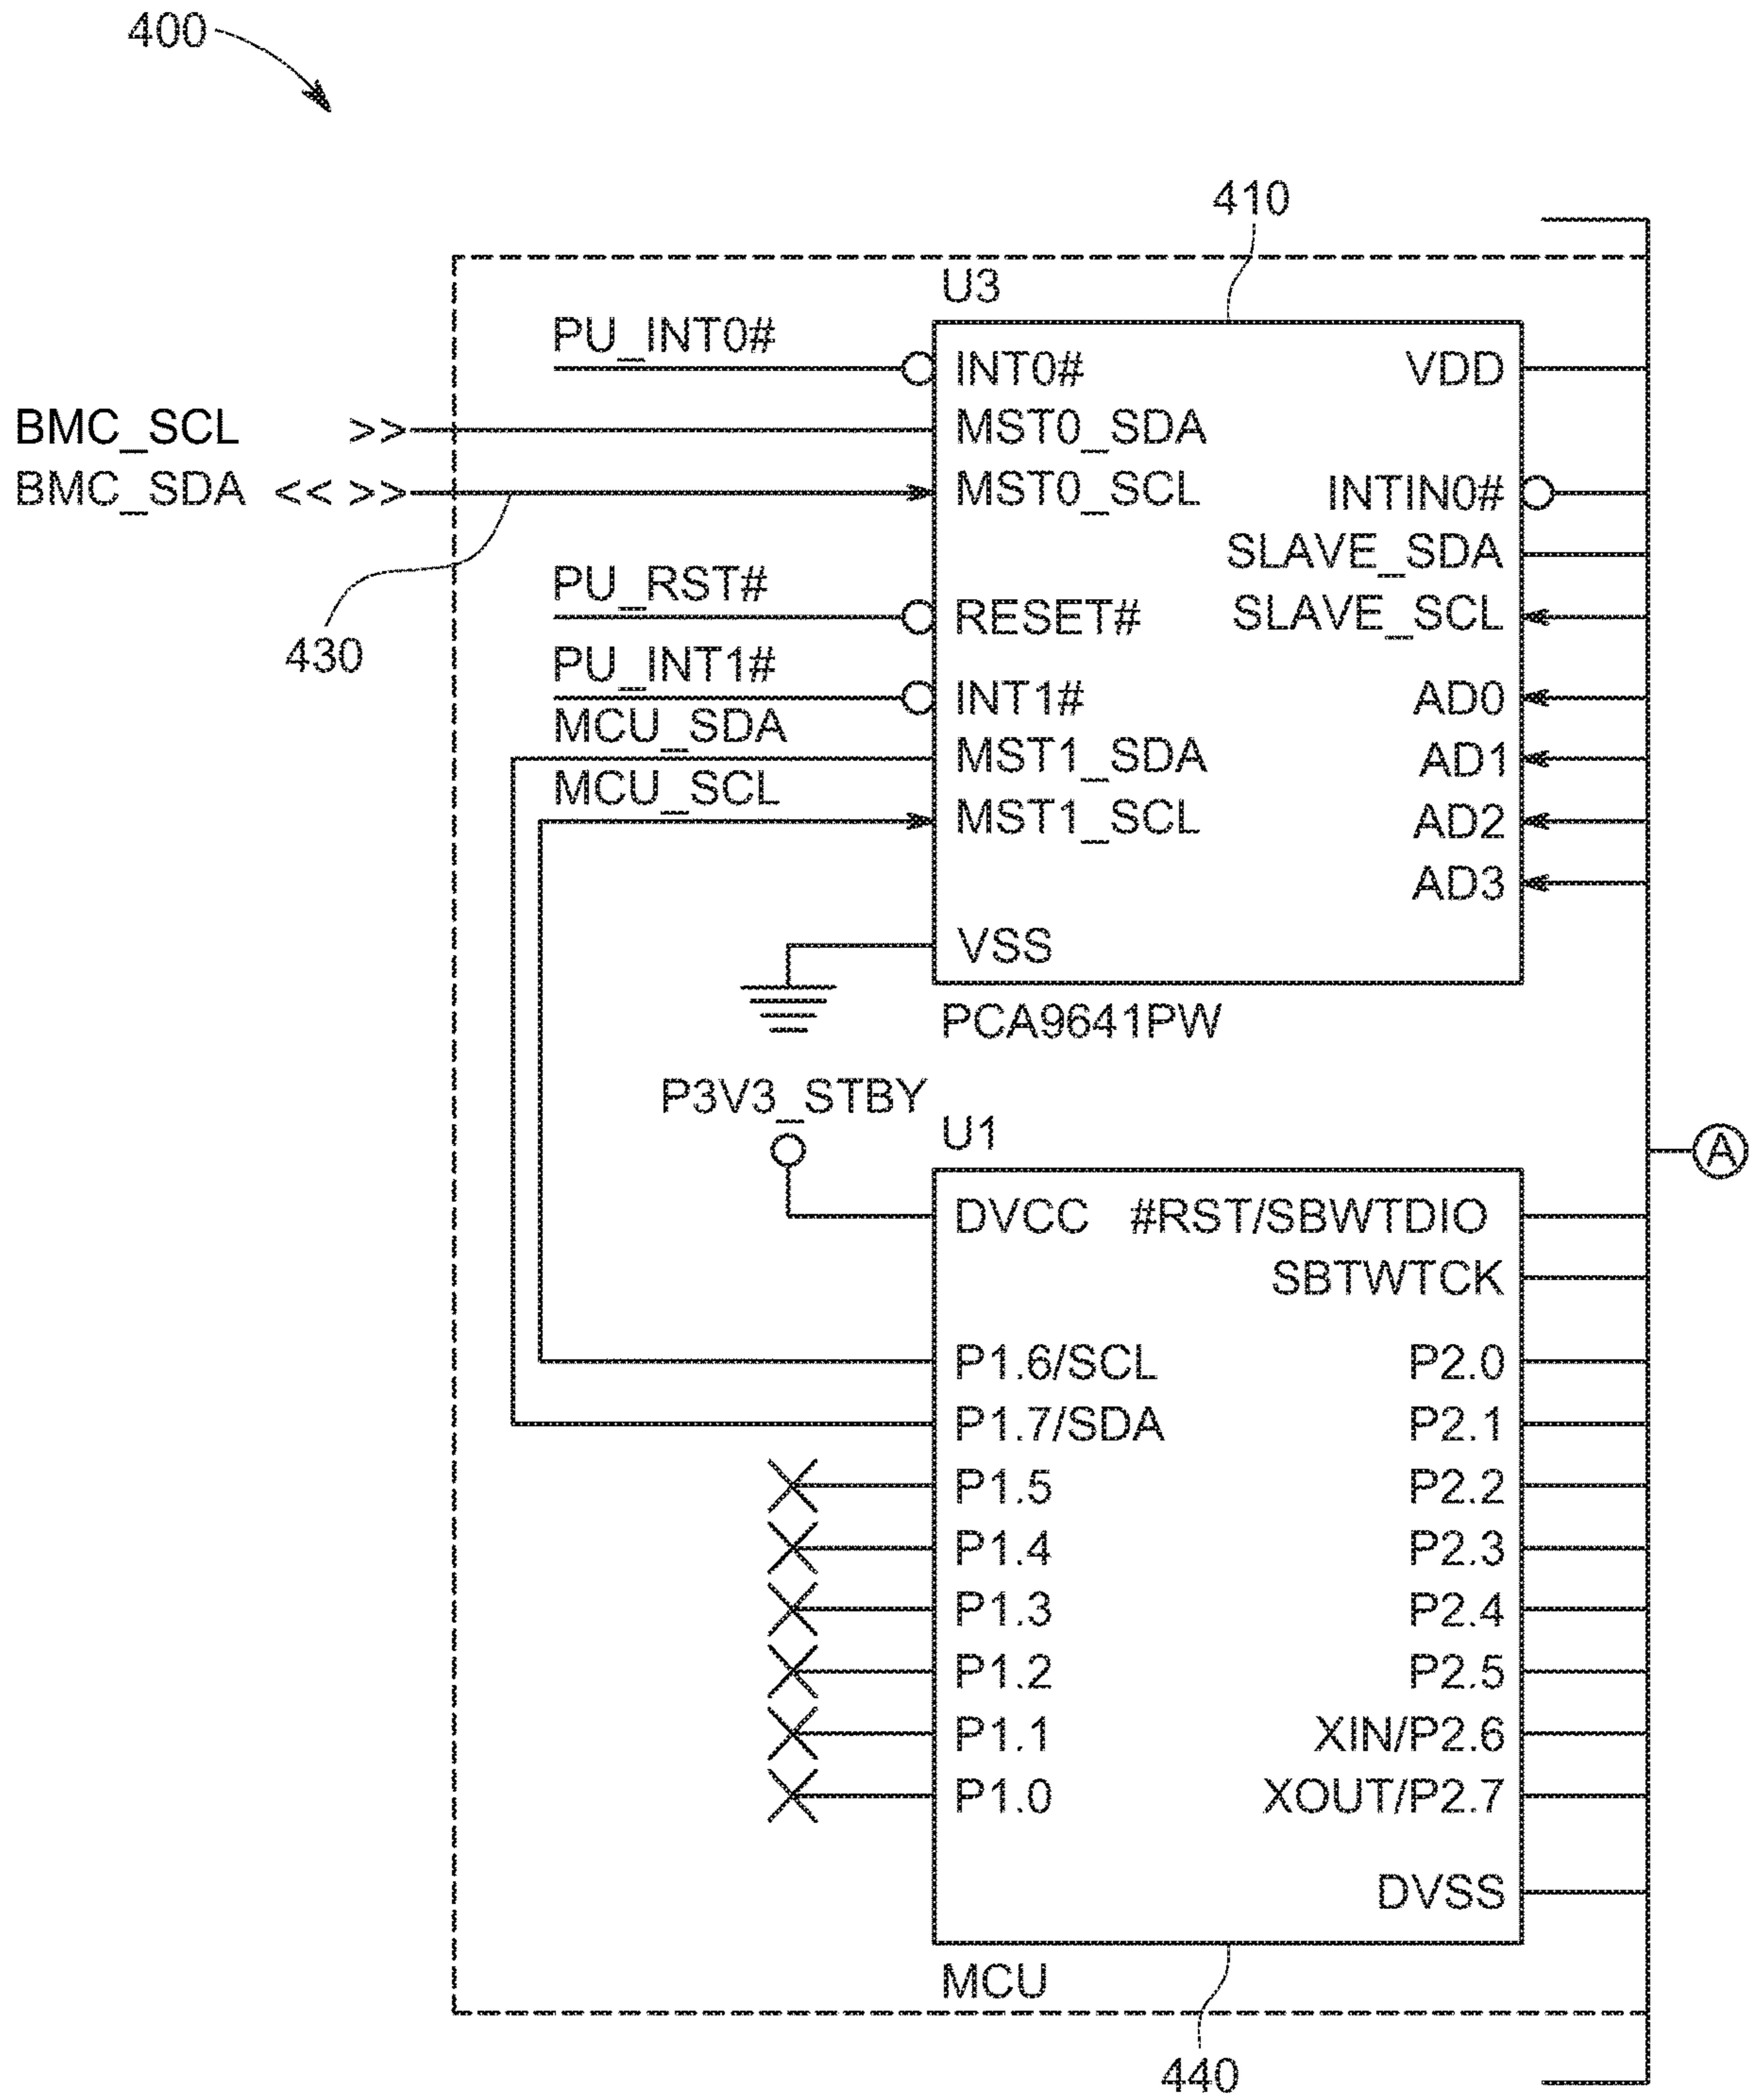 400
410
U3
PU_INT0#
INT0# VDD
BMC_SCL >> MST0_SDA
BMC_SDA << >> MST0_SCL INTIN0#
SLAVE_SDA
430
PU_RST#
RESET# SLAVE_SCL
PU_INT1#
INT1# AD0
MCU_SDA
MST1_SDA AD1
MCU_SCL
MST1_SCL AD2
AD3
VSS
PCA9641PW
P3V3_STBY
U1
A
DVCC #RST/SBWTDIO
SBTWTCK
P1.6/SCL P2.0
P1.7/SDA P2.1
P1.5 P2.2
P1.4 P2.3
P1.3 P2.4
P1.2 P2.5
P1.1 XIN/P2.6
P1.0 XOUT/P2.7
DVSS
MCU
440